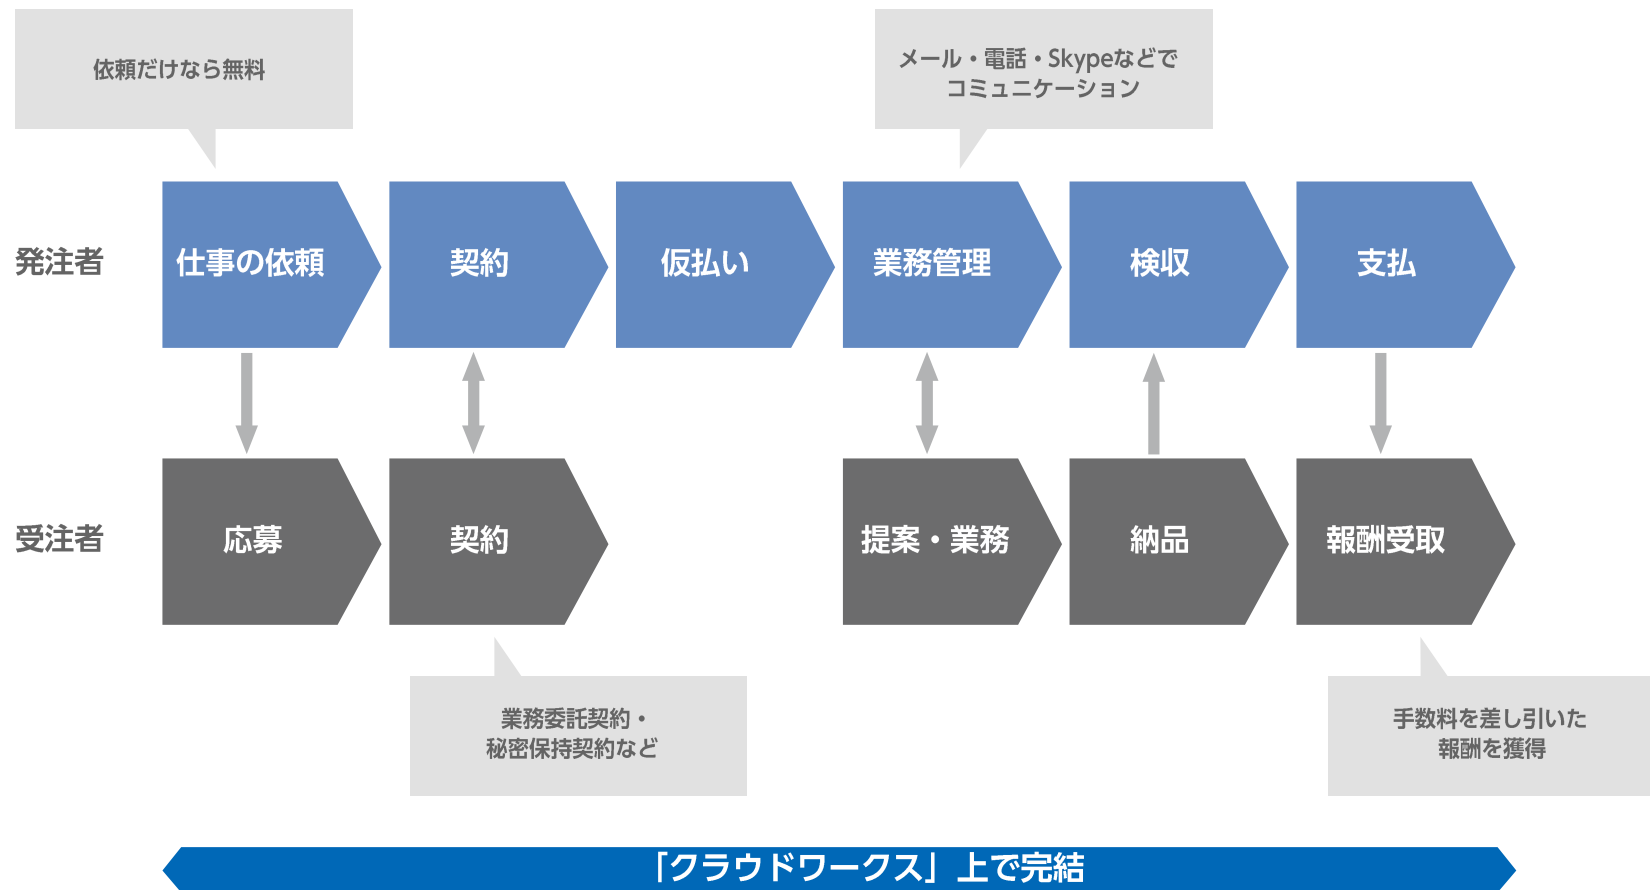 依頼だけなら無料
メール・電話・Skypeなどで
コミュニケーション
発注者
仕事の依頼
契約
仮払い
業務管理
検収
支払
受注者
応募
契約
提案・業務
納品
報酬受取
業務委託契約・
秘密保持契約など
手数料を差し引いた
報酬を獲得
「クラウドワークス」上で完結